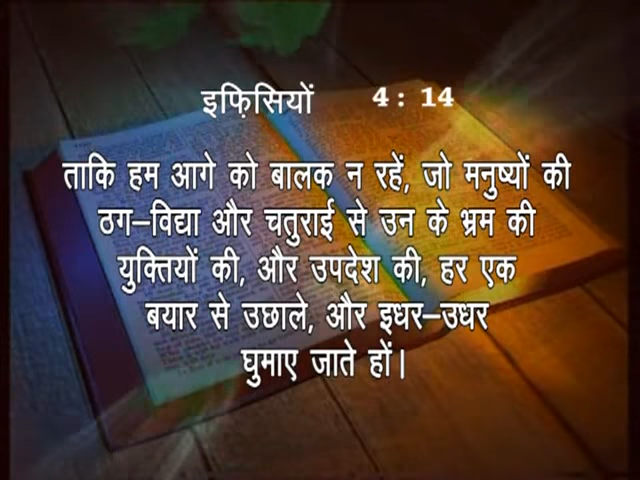 इफ़िसियों 4 : 14
ताकि हम आगे को बालक न रहें, जो मनुष्यों की
ठग–विद्या और चतुराई से उन के भ्रम की
युक्तियों की, और उपदेश की, हर एक
बयार से उछाले, और इधर–उधर
घुमाए जाते हों।